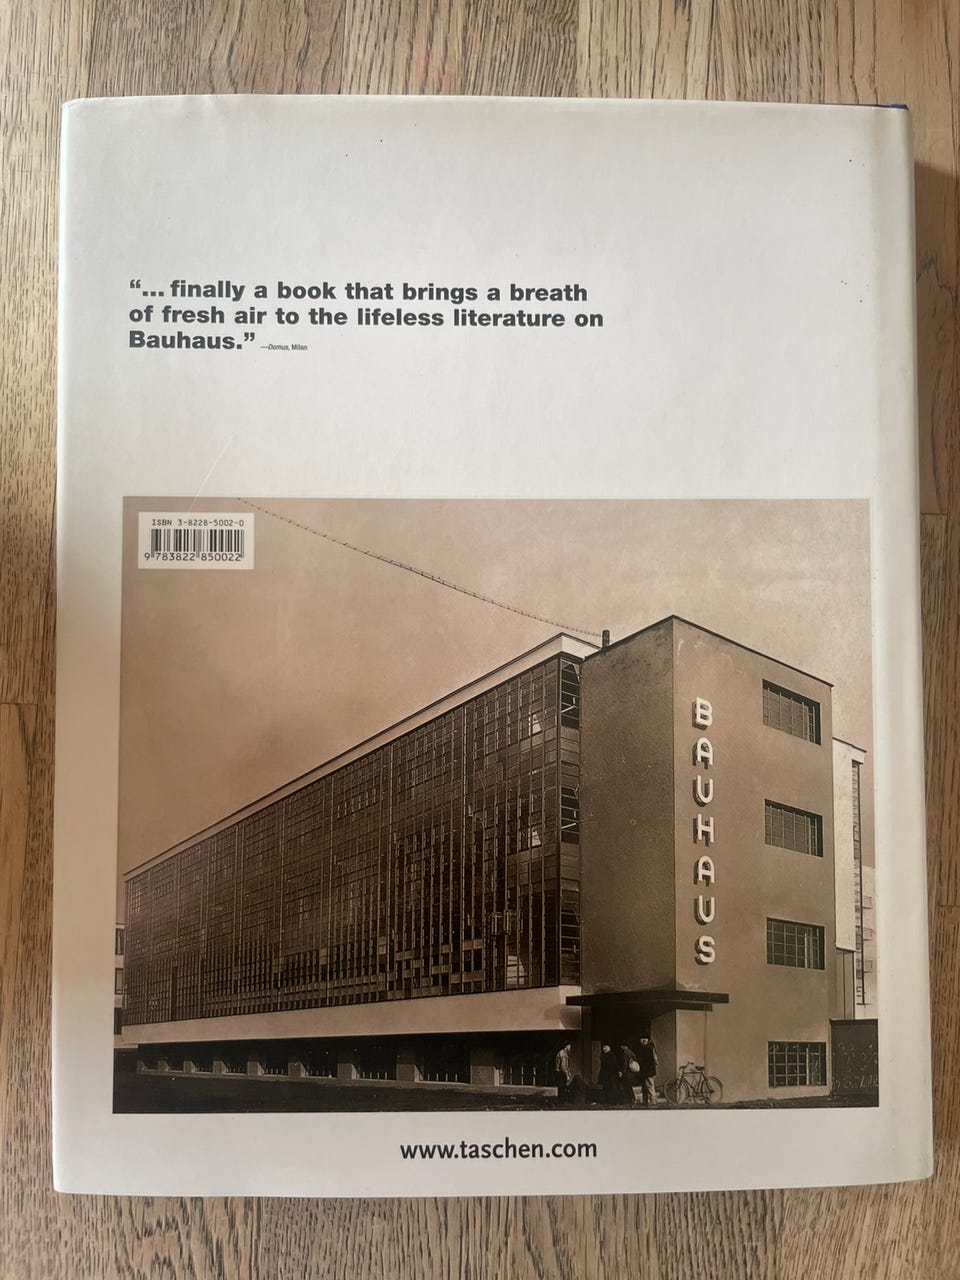 “... finally a book that brings a breath
of fresh air to the lifeless literature on
Bauhaus.” —Domus, Milan
ISBN 3-8228-5002-0
9 783822 850022
BAUHAUS
www.taschen.com